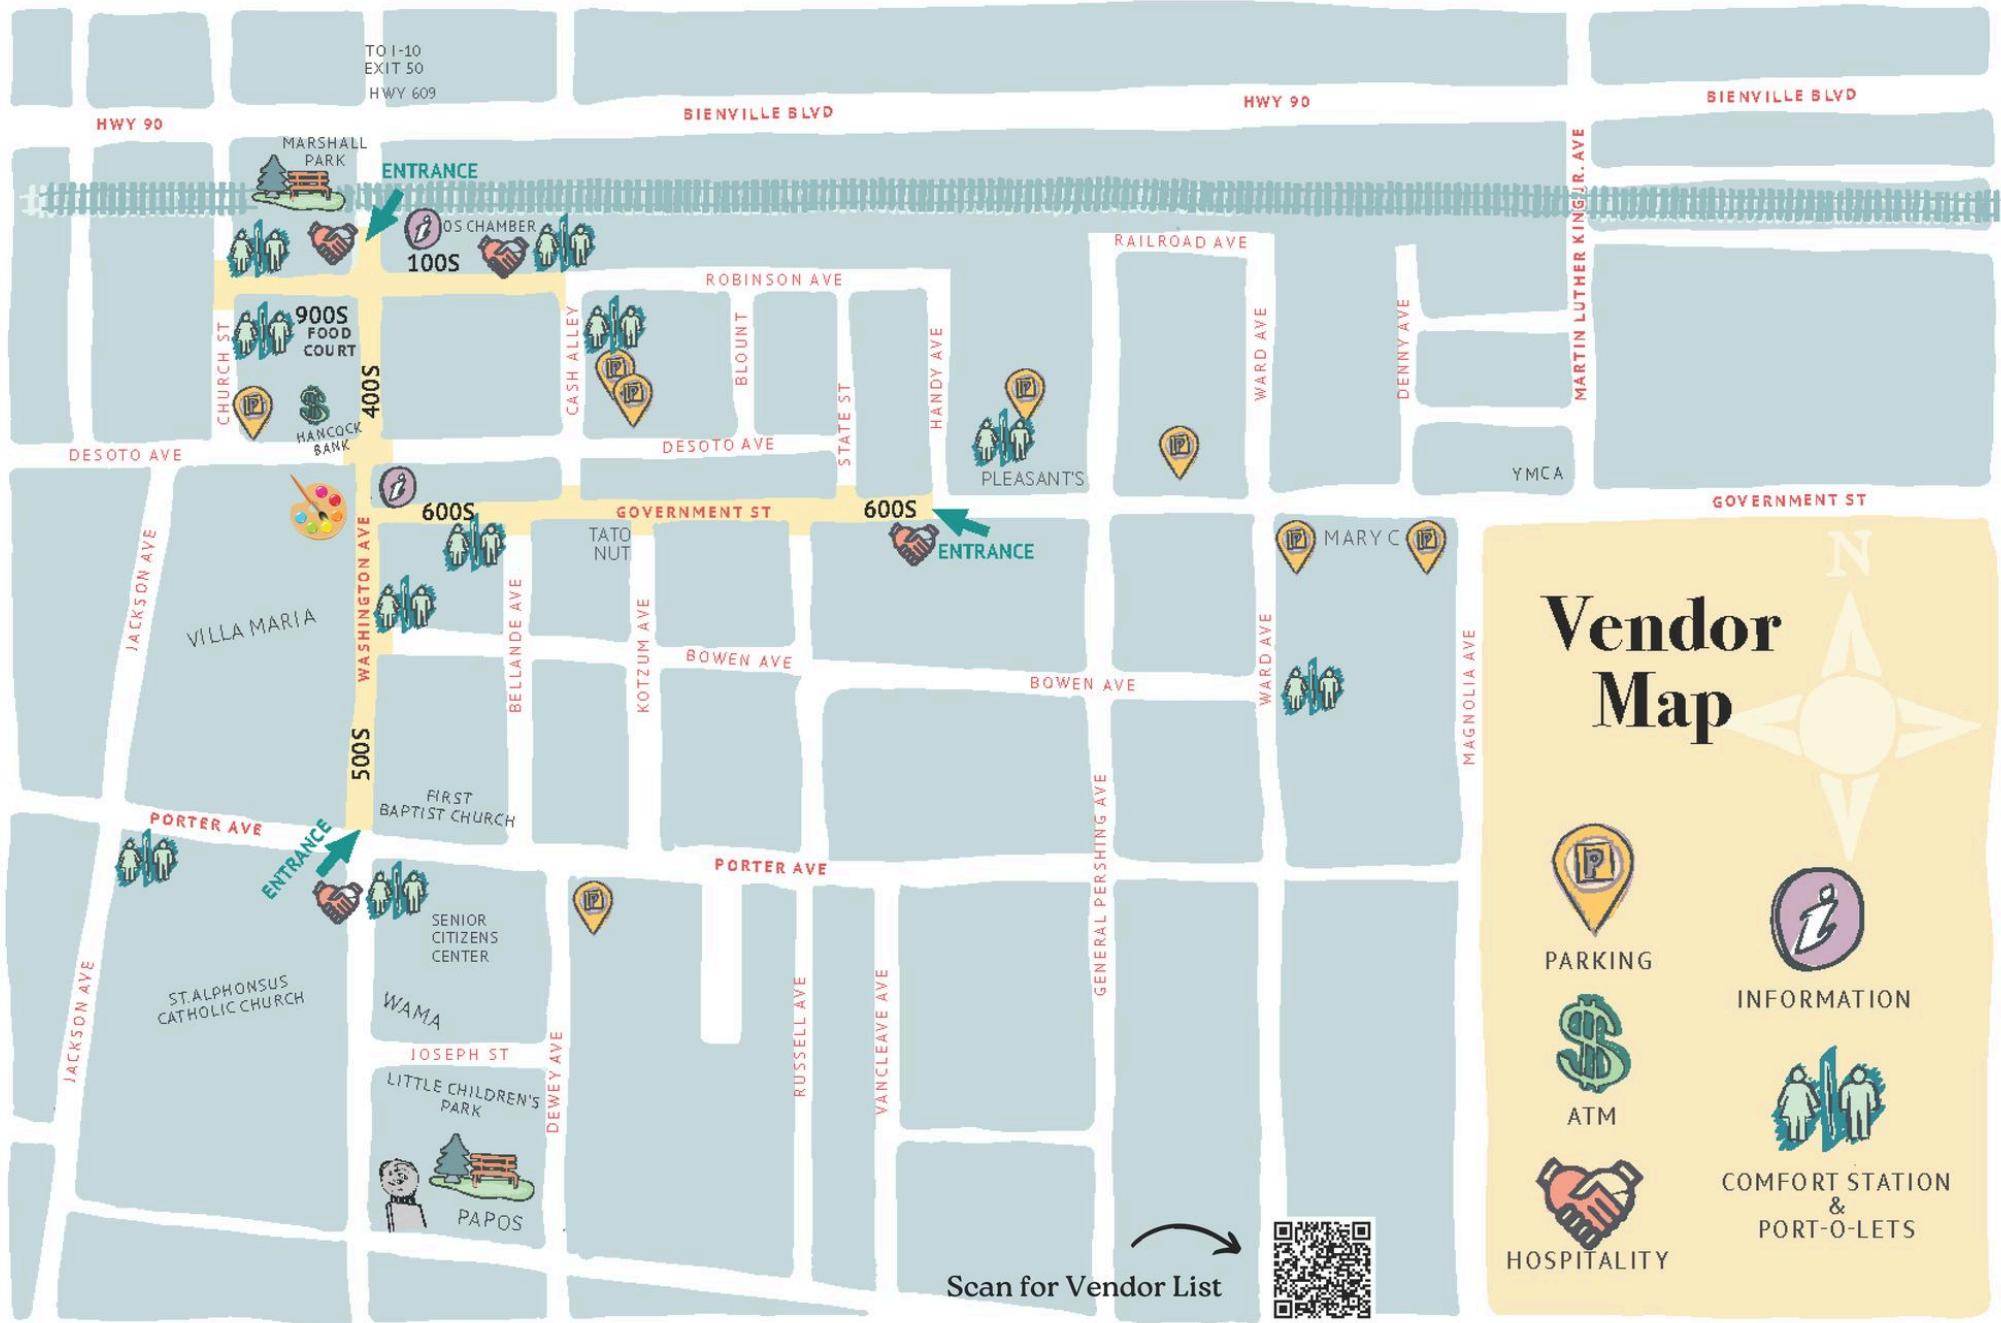 TO I-10
EXIT 50
HWY 609
HWY 90
BIENVILLE BLVD
HWY 90
BIENVILLE BLVD
MARSHALL
PARK
ENTRANCE
MARTIN LUTHER KING, JR. AVE
OS CHAMBER
100S
RAILROAD AVE
ROBINSON AVE
900S
FOOD
COURT
CHURCH ST
400S
CASH ALLEY
BLOUNT
STATE ST
HANDY AVE
WARD AVE
DENNY AVE
HANCOCK
BANK
DESOTO AVE
DESOTO AVE
PLEASANT'S
YMCA
600S
GOVERNMENT ST
600S
GOVERNMENT ST
TATO
NUT
ENTRANCE
MARY C
JACKSON AVE
WASHINGTON AVE
VILLA MARIA
BELLANDE AVE
KOTZUM AVE
BOWEN AVE
BOWEN AVE
WARD AVE
MAGNOLIA AVE
N
Vendor
Map
500S
FIRST
BAPTIST CHURCH
GENERAL PERSHING AVE
PORTER AVE
ENTRANCE
PORTER AVE
SENIOR
CITIZENS
CENTER
ST. ALPHONSUS
CATHOLIC CHURCH
WAMA
JACKSON AVE
JOSEPH ST
DEWEY AVE
RUSSELL AVE
VANCLEAVE AVE
LITTLE CHILDREN'S
PARK
PAPOS
Scan for Vendor List
P
PARKING
i
INFORMATION
$
ATM
COMFORT STATION
&
PORT-O-LETS
HOSPITALITY